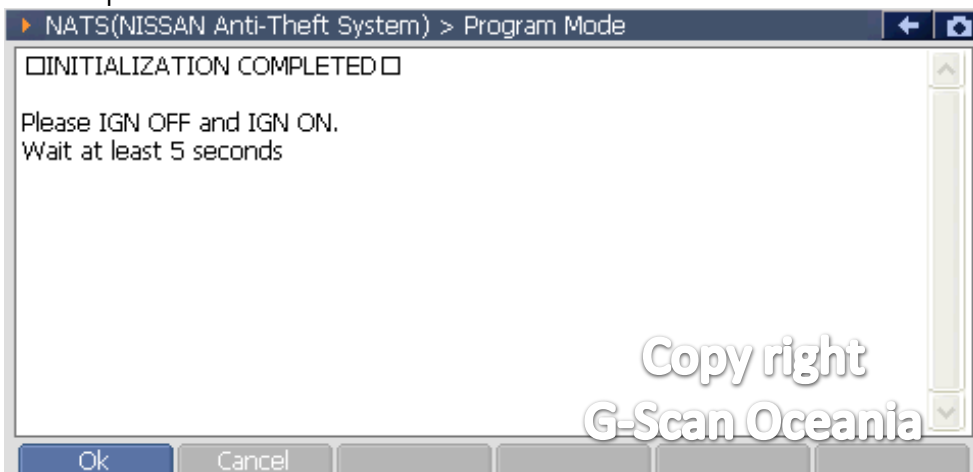 NATS(NISSAN Anti-Theft System) > Program Mode
□INITIALIZATION COMPLETED□
Please IGN OFF and IGN ON.
Wait at least 5 seconds
Copy right
G-Scan Oceania
Ok Cancel